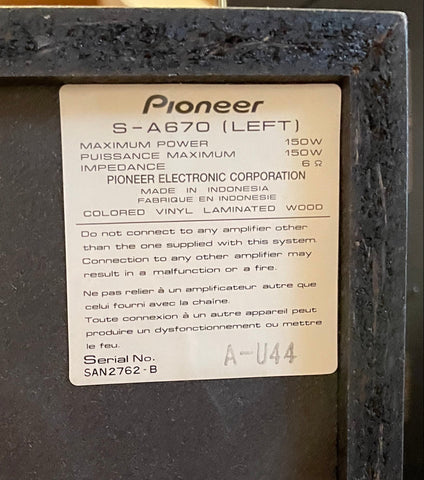 Pioneer
S-A670 (LEFT)
MAXIMUM POWER 150W
PUISSANCE MAXIMUM 150W
IMPEDANCE 6 Ω
PIONEER ELECTRONIC CORPORATION
MADE IN INDONESIA
FABRIQUE EN INDONESIE
COLORED VINYL LAMINATED WOOD
Do not connect to any amplifier other
than the one supplied with this system.
Connection to any other amplifier may
result in a malfunction or a fire.
Ne pas relier à un amplificateur autre que
celui fourni avec la chaîne.
Toute connexion à un autre appareil peut
produire un dysfonctionement ou mettre
le feu.
Serial No. A-U44
SAN2762-B